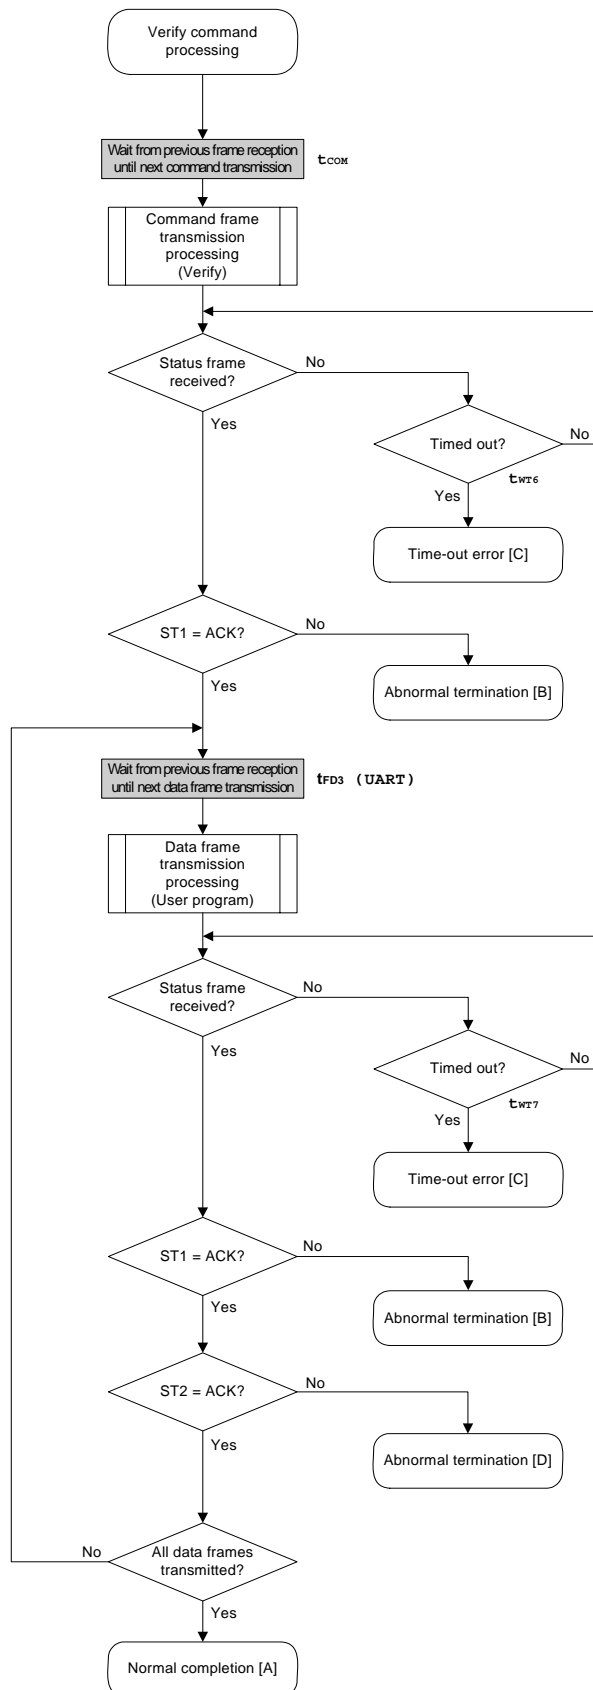 Verify command
processing
Wait from previous frame reception
until next command transmission
tCOM
Command frame
transmission
processing
(Verify)
Status frame
received?
No
Yes
Timed out?
No
tWT6
Yes
Time-out error [C]
ST1 = ACK?
No
Yes
Abnormal termination [B]
Wait from previous frame reception
until next data frame transmission
tFD3 (UART)
Data frame
transmission
processing
(User program)
Status frame
received?
No
Yes
Timed out?
No
tWT7
Yes
Time-out error [C]
ST1 = ACK?
No
Yes
Abnormal termination [B]
ST2 = ACK?
No
Yes
Abnormal termination [D]
All data frames
transmitted?
No
Yes
Normal completion [A]